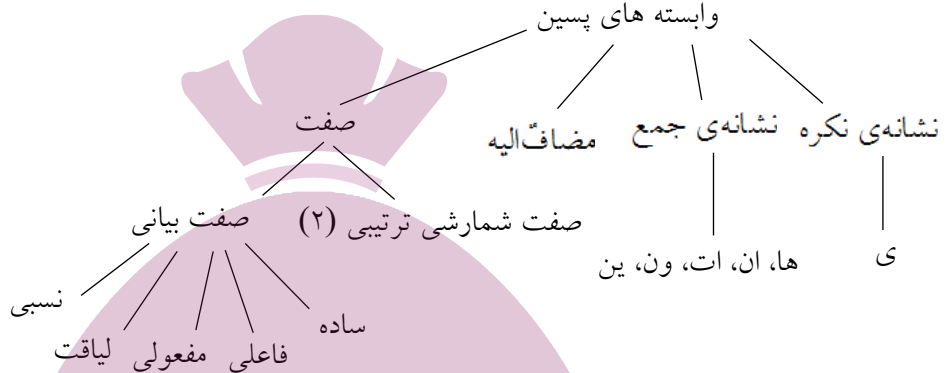 وابسته های پسین
نشانه‌ی نکره
نشانه‌ی جمع
مضافٌ‌الیه
صفت
ی
ها، ان، ات، ون، ین
صفت شمارشی ترتیبی (۲)
صفت بیانی
ساده
فاعلی
مفعولی
لیاقت
نسبی